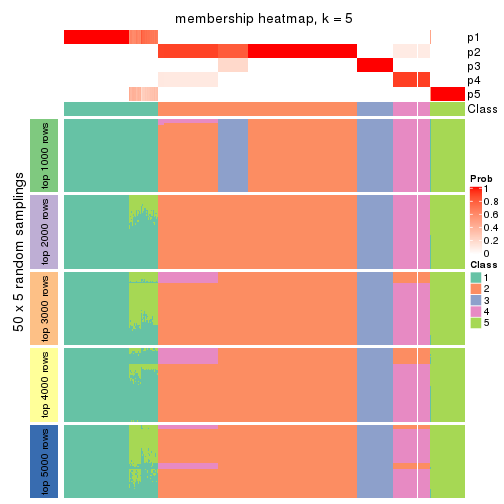 membership heatmap, k = 5
p1
p2
p3
p4
p5
Class
50 x 5 random samplings
top 1000 rows
top 2000 rows
top 3000 rows
top 4000 rows
top 5000 rows
Prob
1
0.8
0.6
0.4
0.2
0
Class
1
2
3
4
5